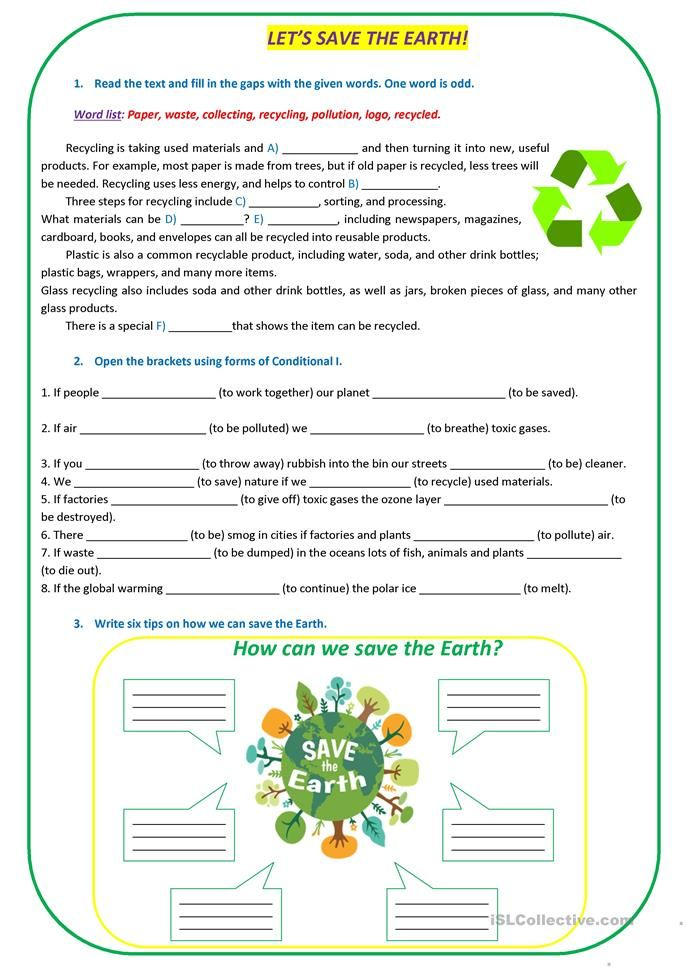 LET'S SAVE THE EARTH!
1. Read the text and fill in the gaps with the given words. One word is odd.
Word list: Paper, waste, collecting, recycling, pollution, logo, recycled.
Recycling is taking used materials and A) ____________ and then turning it into new, useful
products. For example, most paper is made from trees, but if old paper is recycled, less trees will
be needed. Recycling uses less energy, and helps to control B) ____________.
Three steps for recycling include C) ___________, sorting, and processing.
What materials can be D) __________? E) ___________, including newspapers, magazines,
cardboard, books, and envelopes can all be recycled into reusable products.
Plastic is also a common recyclable product, including water, soda, and other drink bottles;
plastic bags, wrappers, and many more items.
Glass recycling also includes soda and other drink bottles, as well as jars, broken pieces of glass, and many other
glass products.
There is a special F) __________that shows the item can be recycled.
2. Open the brackets using forms of Conditional I.
1. If people __________________ (to work together) our planet _____________________ (to be saved).
2. If air ____________________ (to be polluted) we __________________ (to breathe) toxic gases.
3. If you __________________ (to throw away) rubbish into the bin our streets _______________ (to be) cleaner.
4. We __________________ (to save) nature if we ________________ (to recycle) used materials.
5. If factories ____________________ (to give off) toxic gases the ozone layer __________________________ (to
be destroyed).
6. There ________________ (to be) smog in cities if factories and plants ___________________ (to pollute) air.
7. If waste __________________ (to be dumped) in the oceans lots of fish, animals and plants _______________
(to die out).
8. If the global warming __________________ (to continue) the polar ice ________________ (to melt).
3. Write six tips on how we can save the Earth.
How can we save the Earth?
SAVE
the
Earth
iSLCollective.com